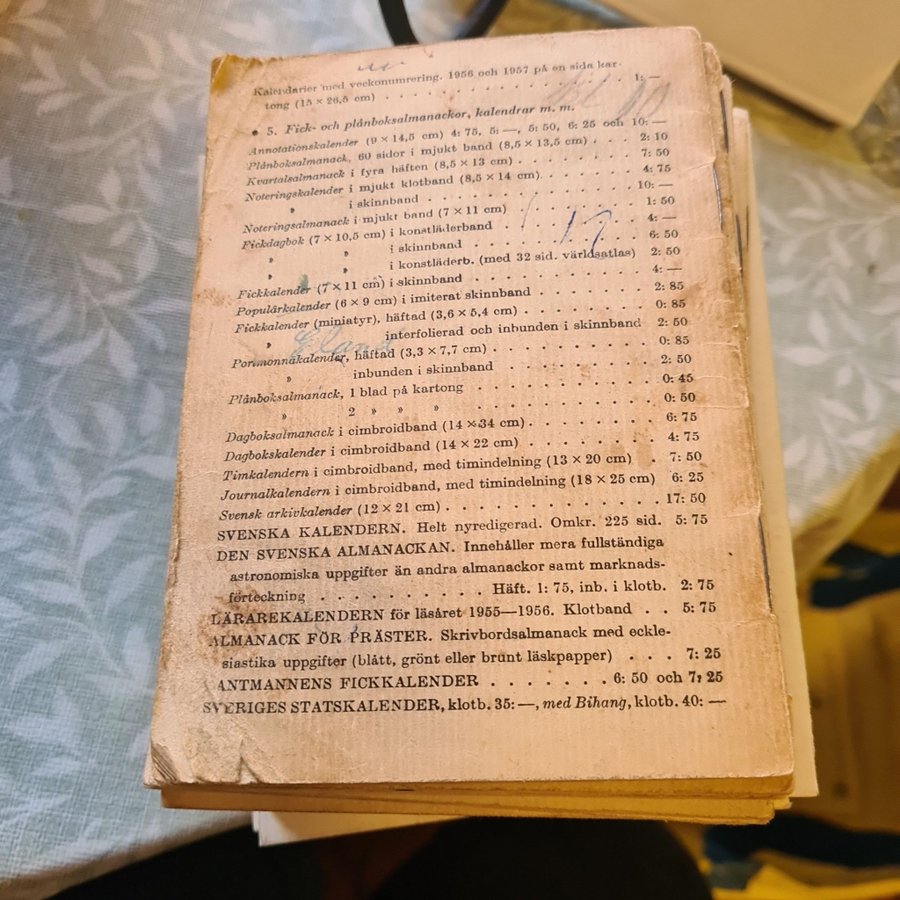 Kalendarier med veckonumrering. 1956 och 1957 på en sida kar-
tong (15 × 26,5 cm) . . . . . . . . . . . . . 1: —
• 5. Fick- och plånboksalmanackor, kalendrar m. m.
Annotationskalender (9 × 14,5 cm) 4: 75, 5: —, 5: 50, 6: 25 och 10: —
Plånboksalmanack, 60 sidor i mjukt band (8,5 × 13,5 cm) . . . 2: 10
Kvartalsalmanack i fyra häften (8,5 × 13 cm) . . . . . . . 7: 50
Noteringskalender i mjukt klotband (8,5 × 14 cm) . . . . . . 4: 75
» i skinnband . . . . . . . . . . . . 10: —
Noteringsalmanack i mjukt band (7 × 11 cm) . . . . . . . . 1: 50
Fickdagbok (7 × 10,5 cm) i konstläderband . . . . . . . . 4: —
» » i skinnband . . . . . . . . . . 6: 50
» » i konstläderb. (med 32 sid. världsatlas) 2: 50
Fickkalender (7 × 11 cm) i skinnband . . . . . . . . . . 4: —
Populärkalender (6 × 9 cm) i imiterat skinnband . . . . . . 2: 85
Fickkalender (miniatyr), häftad (3,6 × 5,4 cm) . . . . . . . 0: 85
» interfolierad och inbunden i skinnband 2: 50
Portmonnäkalender, häftad (3,3 × 7,7 cm) . . . . . . . . . 0: 85
» inbunden i skinnband . . . . . . . . 2: 50
Plånboksalmanack, 1 blad på kartong . . . . . . . . . . 0: 45
» 2 » » » . . . . . . . . . . 0: 50
Dagboksalmanack i cimbroidband (14 × 34 cm) . . . . . . . 6: 75
Dagbokskalender i cimbroidband (14 × 22 cm) . . . . . . . 4: 75
Timkalendern i cimbroidband, med timindelning (13 × 20 cm) . 7: 50
Journalkalendern i cimbroidband, med timindelning (18 × 25 cm) 6: 25
Svensk arkivkalender (12 × 21 cm) . . . . . . . . . . . . 17: 50
SVENSKA KALENDERN. Helt nyredigerad. Omkr. 225 sid. 5: 75
DEN SVENSKA ALMANACKAN. Innehåller mera fullständiga
astronomiska uppgifter än andra almanackor samt marknads-
förteckning . . . . . . . . . . Häft. 1: 75, inb. i klotb. 2: 75
LÄRAREKALENDERN för läsåret 1955—1956. Klotband . . 5: 75
ALMANACK FÖR PRÄSTER. Skrivbordsalmanack med eckle-
siastika uppgifter (blått, grönt eller brunt läskpapper) . . . 7: 25
ANTMANNENS FICKKALENDER . . . . . . . 6: 50 och 7: 25
SVERIGES STATSKALENDER, klotb. 35: —, med Bihang, klotb. 40: —